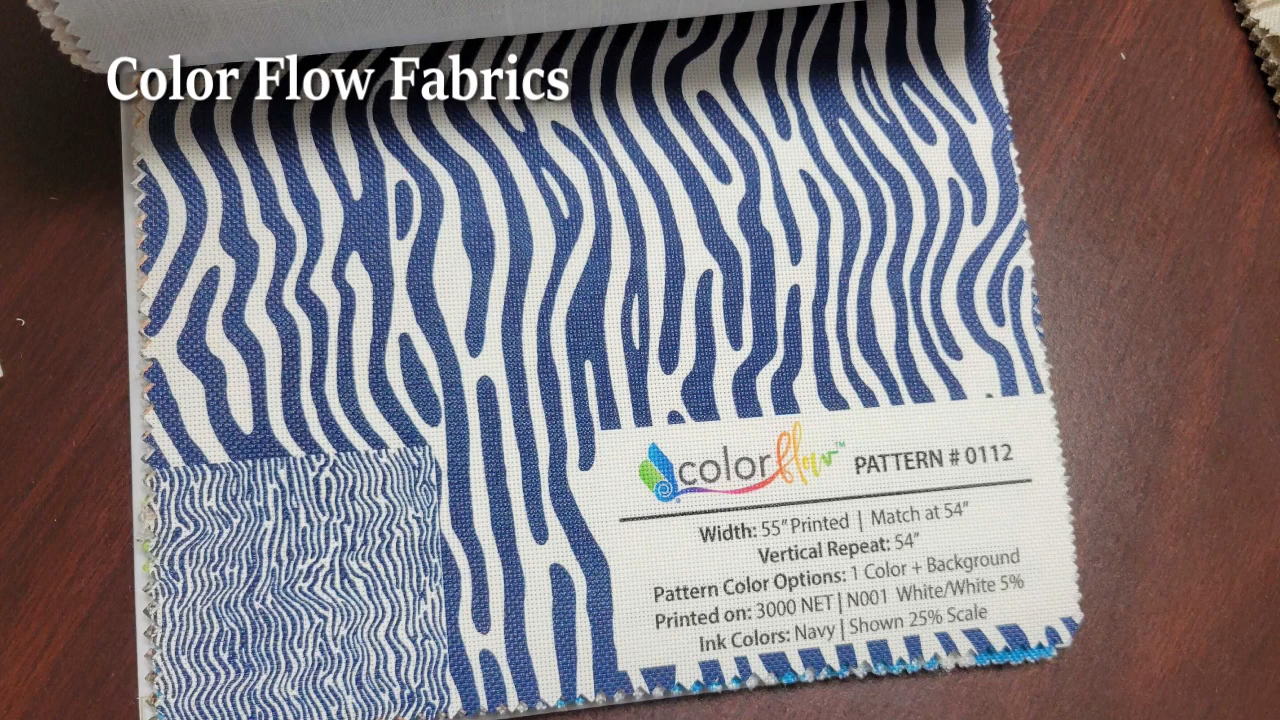 Color Flow Fabrics
colorflow™ PATTERN # 0112
Width: 55” Printed | Match at 54”
Vertical Repeat: 54”
Pattern Color Options: 1 Color + Background
Printed on: 3000 NET | N001 White/White 5%
Ink Colors: Navy | Shown 25% Scale